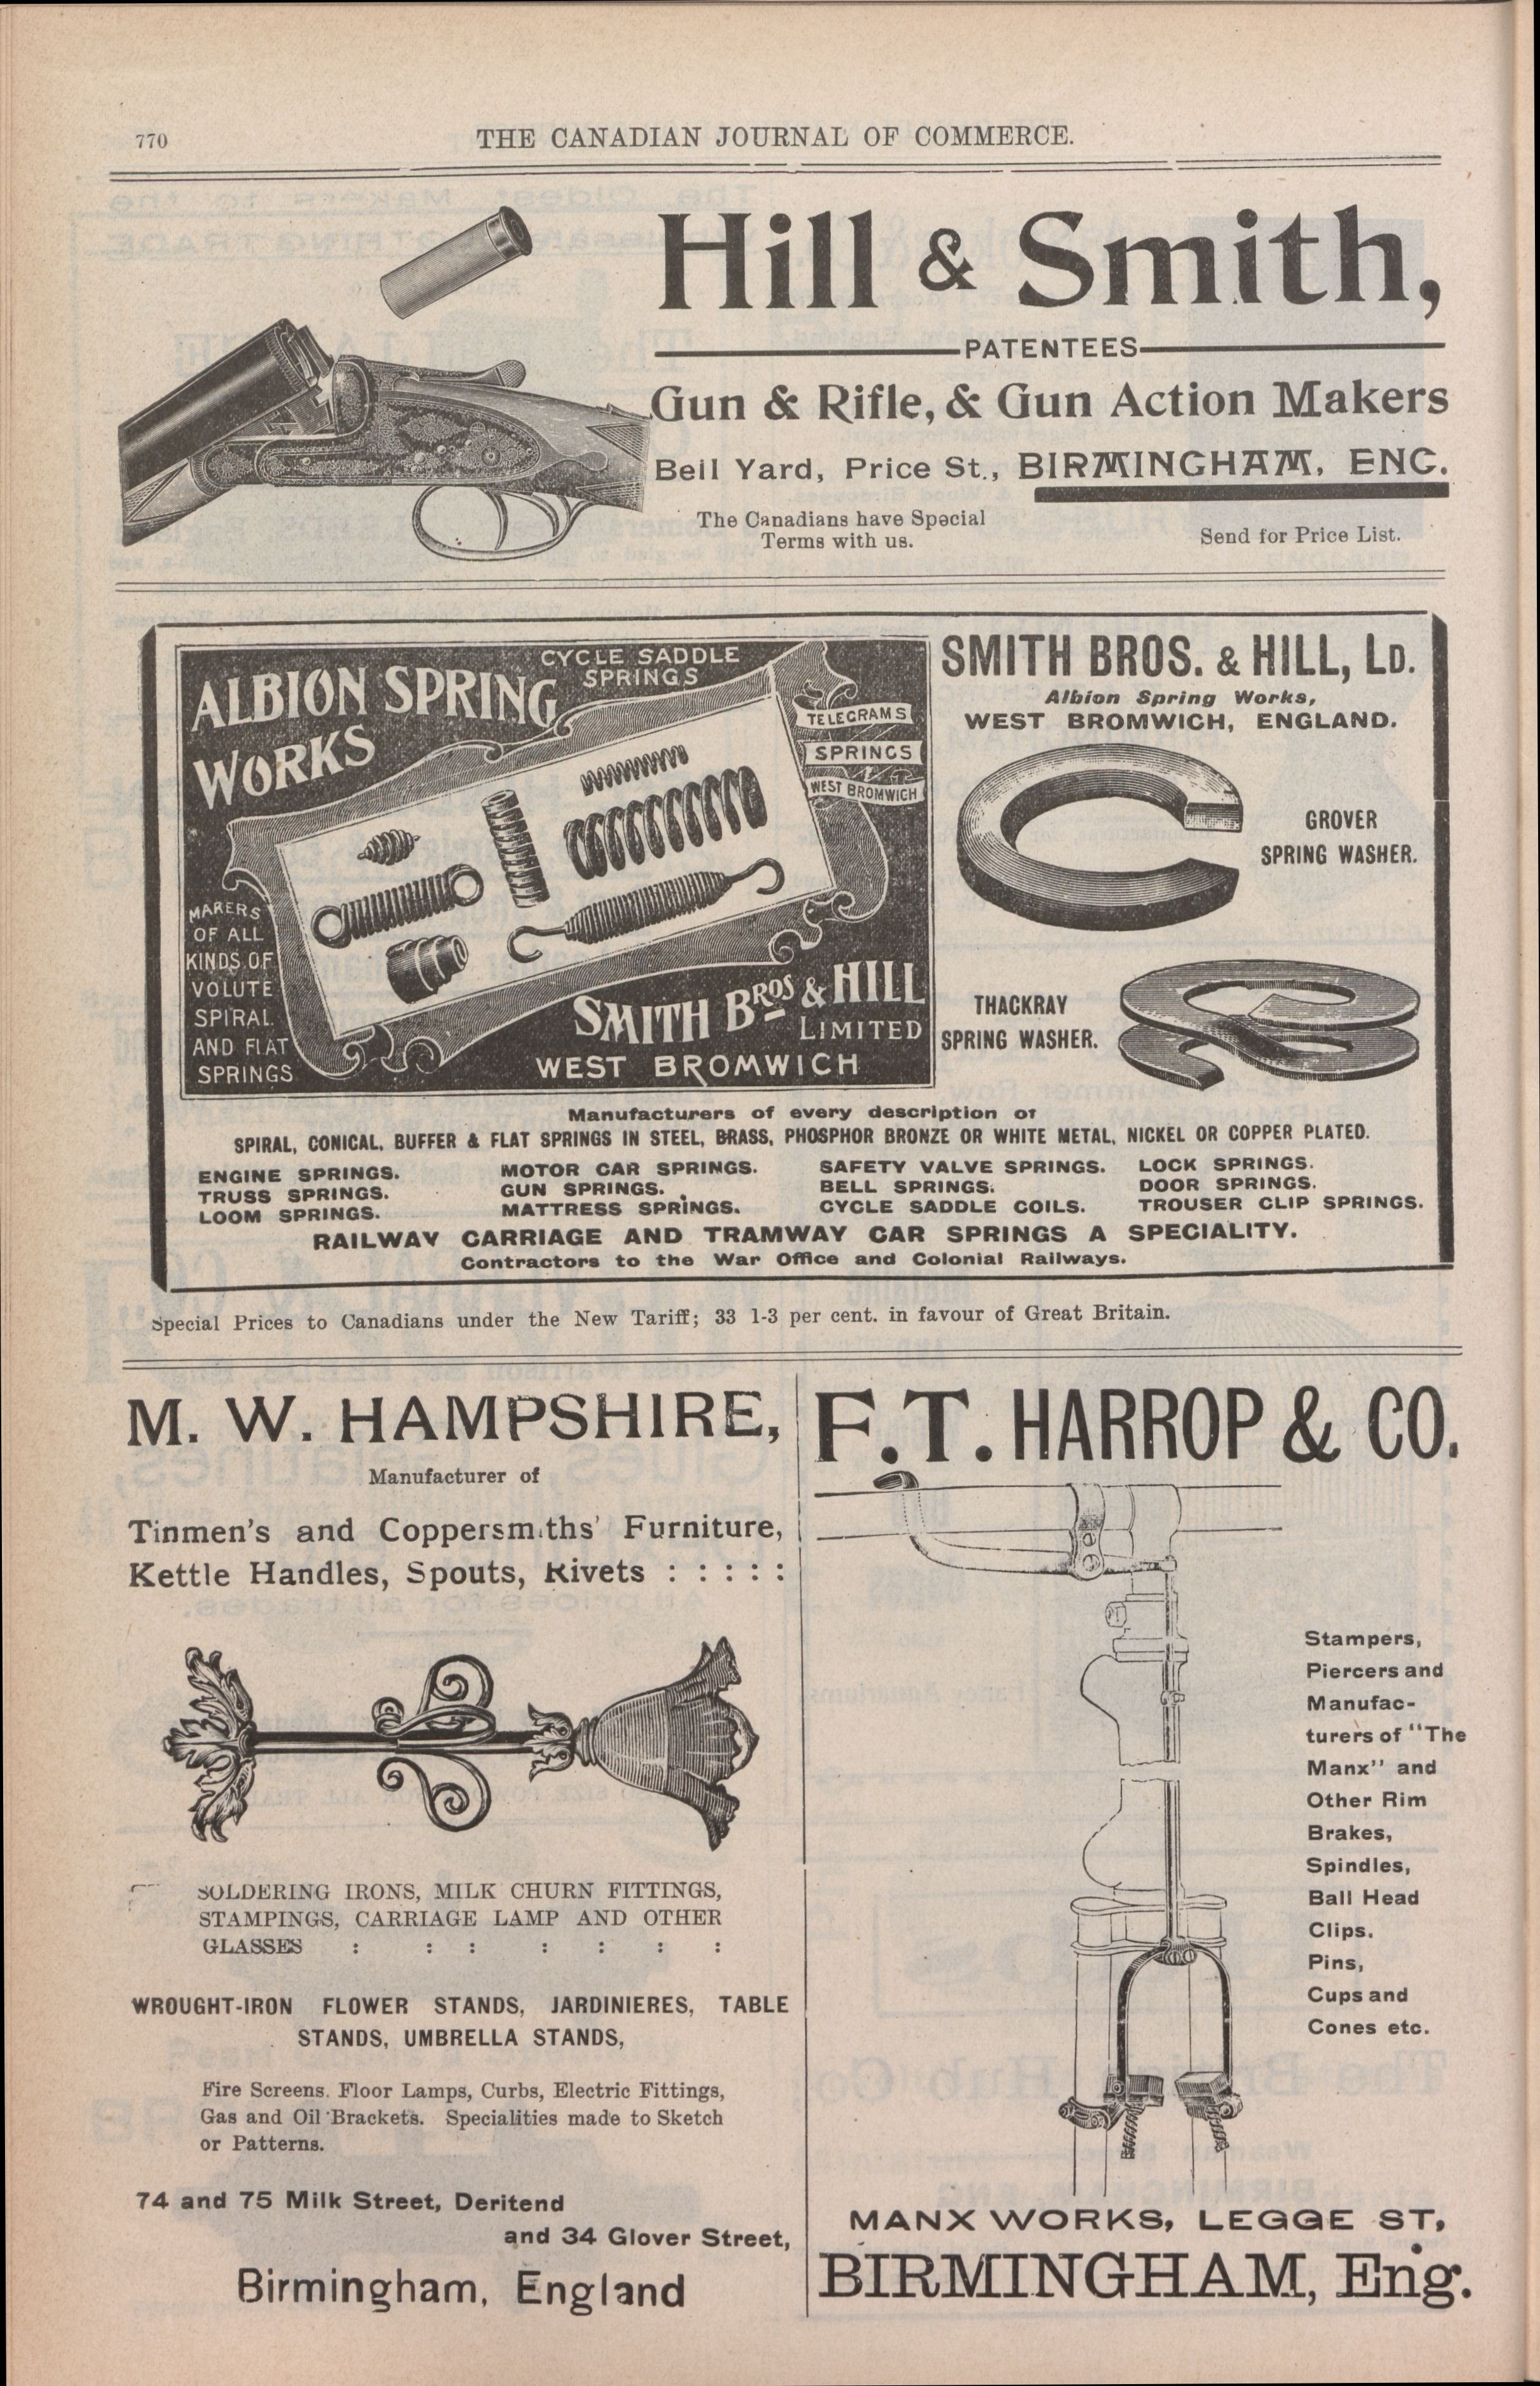 770
THE CANADIAN JOURNAL OF COMMERCE.
Hill & Smith,
PATENTEES
Gun & Rifle, & Gun Action Makers
Bell Yard, Price St., BIRMINGHAM, ENG.
The Canadians have Special
Terms with us.
Send for Price List.
ALBION SPRING
WORKS
CYCLE SADDLE
SPRINGS
TELEGRAMS
SPRINGS
WEST BROMWICH
MAKERS
OF ALL
KINDS OF
VOLUTE
SPIRAL
AND FLAT
SPRINGS
SMITH BROS & HILL
LIMITED
WEST BROMWICH
SMITH BROS. & HILL, LD.
Albion Spring Works,
WEST BROMWICH, ENGLAND.
GROVER
SPRING WASHER.
THACKRAY
SPRING WASHER.
Manufacturers of every description of
SPIRAL, CONICAL, BUFFER & FLAT SPRINGS IN STEEL, BRASS, PHOSPHOR BRONZE OR WHITE METAL, NICKEL OR COPPER PLATED.
ENGINE SPRINGS. MOTOR CAR SPRINGS. SAFETY VALVE SPRINGS. LOCK SPRINGS.
TRUSS SPRINGS. GUN SPRINGS. BELL SPRINGS. DOOR SPRINGS.
LOOM SPRINGS. MATTRESS SPRINGS. CYCLE SADDLE COILS. TROUSER CLIP SPRINGS.
RAILWAY CARRIAGE AND TRAMWAY CAR SPRINGS A SPECIALITY.
Contractors to the War Office and Colonial Railways.
Special Prices to Canadians under the New Tariff; 33 1-3 per cent. in favour of Great Britain.
M. W. HAMPSHIRE,
Manufacturer of
Tinmen's and Coppersmiths' Furniture,
Kettle Handles, Spouts, Rivets : : : : :
SOLDERING IRONS, MILK CHURN FITTINGS,
STAMPINGS, CARRIAGE LAMP AND OTHER
GLASSES : : : : : : :
WROUGHT-IRON FLOWER STANDS, JARDINIERES, TABLE
STANDS, UMBRELLA STANDS,
Fire Screens. Floor Lamps, Curbs, Electric Fittings,
Gas and Oil Brackets. Specialities made to Sketch
or Patterns.
74 and 75 Milk Street, Deritend
and 34 Glover Street,
Birmingham, England
F. T. HARROP & CO.
Stampers,
Piercers and
Manufac-
turers of "The
Manx" and
Other Rim
Brakes,
Spindles,
Ball Head
Clips.
Pins,
Cups and
Cones etc.
MANX WORKS, LEGGE ST,
BIRMINGHAM, Eng.